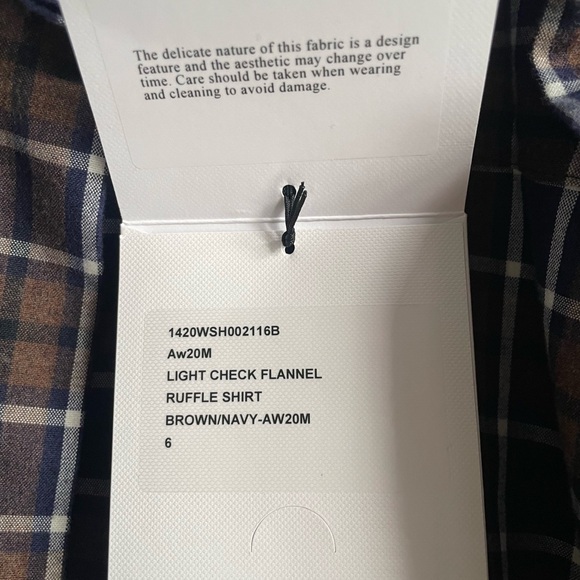 The delicate nature of this fabric is a design
feature and the aesthetic may change over
time. Care should be taken when wearing
and cleaning to avoid damage.
1420WSH002116B
Aw20M
LIGHT CHECK FLANNEL
RUFFLE SHIRT
BROWN/NAVY-AW20M
6